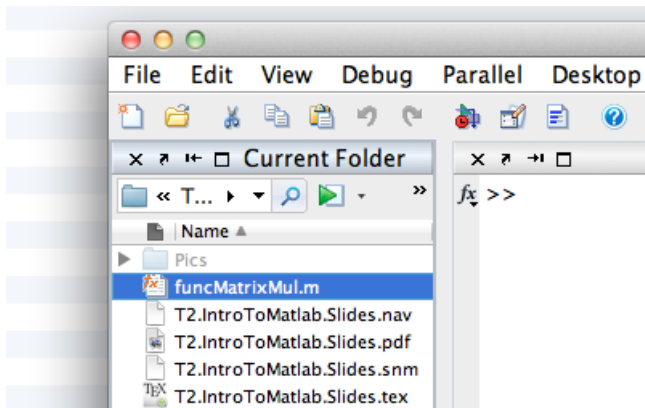 File Edit View Debug Parallel Desktop
Current Folder
« T... »
fx >>
Name
Pics
funcMatrixMul.m
T2.IntroToMatlab.Slides.nav
T2.IntroToMatlab.Slides.pdf
T2.IntroToMatlab.Slides.snm
TEX T2.IntroToMatlab.Slides.tex